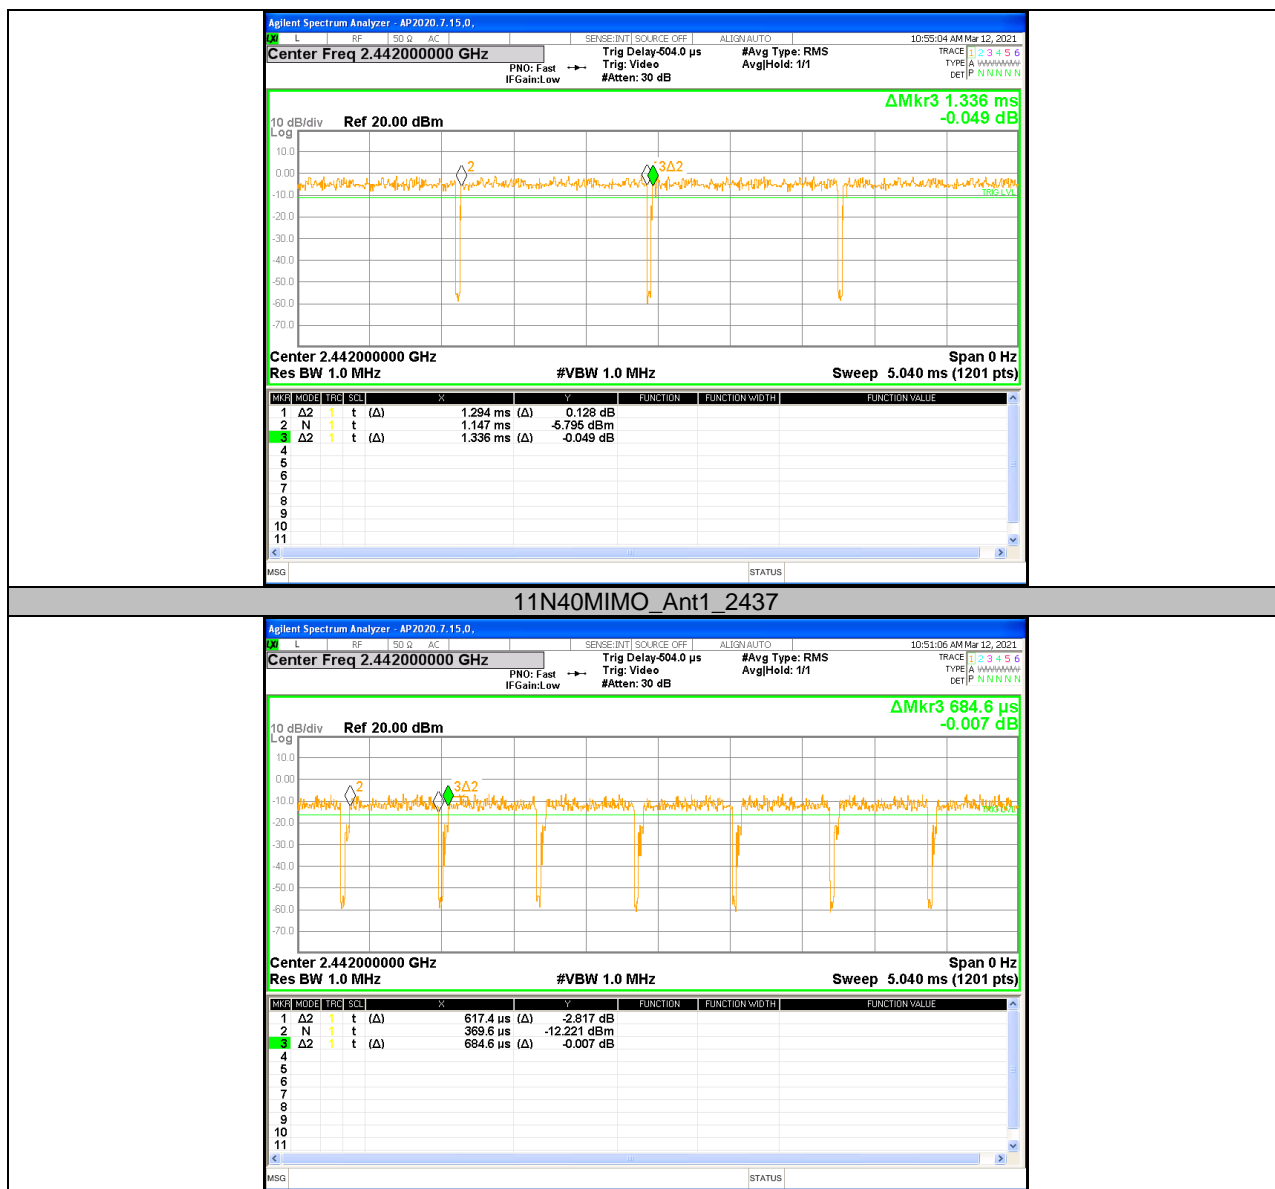 Agilent Spectrum Analyzer - AP2020.7.15,0,
LXI L RF 50 Ω AC SENSE:INT SOURCE OFF ALIGN AUTO 10:55:04 AM Mar 12, 2021
Center Freq 2.442000000 GHz Trig Delay-504.0 µs #Avg Type: RMS TRACE 1 2 3 4 5 6
PNO: Fast Trig: Video Avg|Hold: 1/1 TYPE A WWWWW
IFGain:Low #Atten: 30 dB DET P N N N N N
ΔMkr3 1.336 ms
-0.049 dB
10 dB/div Ref 20.00 dBm
Log
10.0
0.00
2
3Δ2
-10.0
TRIG LVL
-20.0
-30.0
-40.0
-50.0
-60.0
-70.0
Center 2.442000000 GHz Span 0 Hz
Res BW 1.0 MHz #VBW 1.0 MHz Sweep 5.040 ms (1201 pts)
MKR MODE TRC SCL X Y FUNCTION FUNCTION WIDTH FUNCTION VALUE
1 Δ2 1 t (Δ) 1.294 ms (Δ) 0.128 dB
2 N 1 t 1.147 ms -5.795 dBm
3 Δ2 1 t (Δ) 1.336 ms (Δ) -0.049 dB
4
5
6
7
8
9
10
11
MSG STATUS
11N40MIMO_Ant1_2437
Agilent Spectrum Analyzer - AP2020.7.15,0,
LXI L RF 50 Ω AC SENSE:INT SOURCE OFF ALIGN AUTO 10:51:06 AM Mar 12, 2021
Center Freq 2.442000000 GHz Trig Delay-504.0 µs #Avg Type: RMS TRACE 1 2 3 4 5 6
PNO: Fast Trig: Video Avg|Hold: 1/1 TYPE A WWWWW
IFGain:Low #Atten: 30 dB DET P N N N N N
ΔMkr3 684.6 µs
-0.007 dB
10 dB/div Ref 20.00 dBm
Log
10.0
0.00
2
3Δ2
-10.0
-20.0
-30.0
-40.0
-50.0
-60.0
-70.0
Center 2.442000000 GHz Span 0 Hz
Res BW 1.0 MHz #VBW 1.0 MHz Sweep 5.040 ms (1201 pts)
MKR MODE TRC SCL X Y FUNCTION FUNCTION WIDTH FUNCTION VALUE
1 Δ2 1 t (Δ) 617.4 µs (Δ) -2.817 dB
2 N 1 t 369.6 µs -12.221 dBm
3 Δ2 1 t (Δ) 684.6 µs (Δ) -0.007 dB
4
5
6
7
8
9
10
11
MSG STATUS